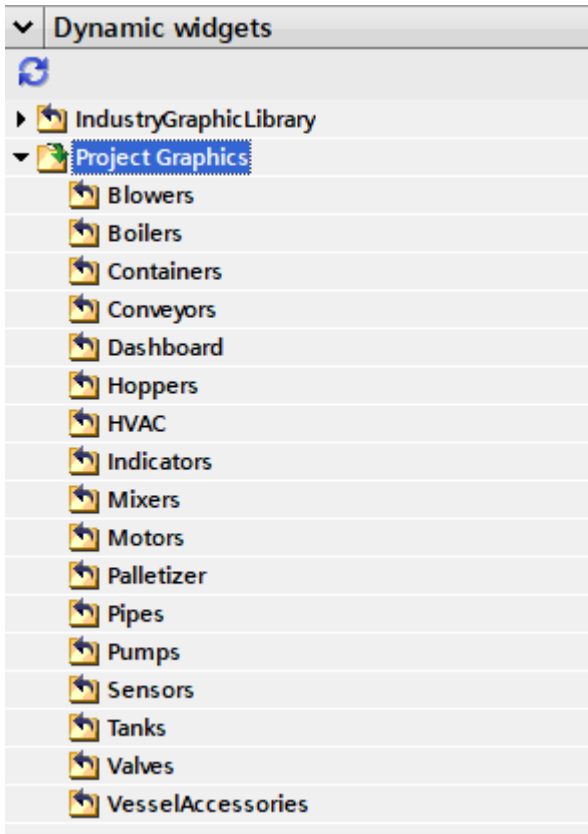 Dynamic widgets
IndustryGraphicLibrary
Project Graphics
Blowers
Boilers
Containers
Conveyors
Dashboard
Hoppers
HVAC
Indicators
Mixers
Motors
Palletizer
Pipes
Pumps
Sensors
Tanks
Valves
VesselAccessories